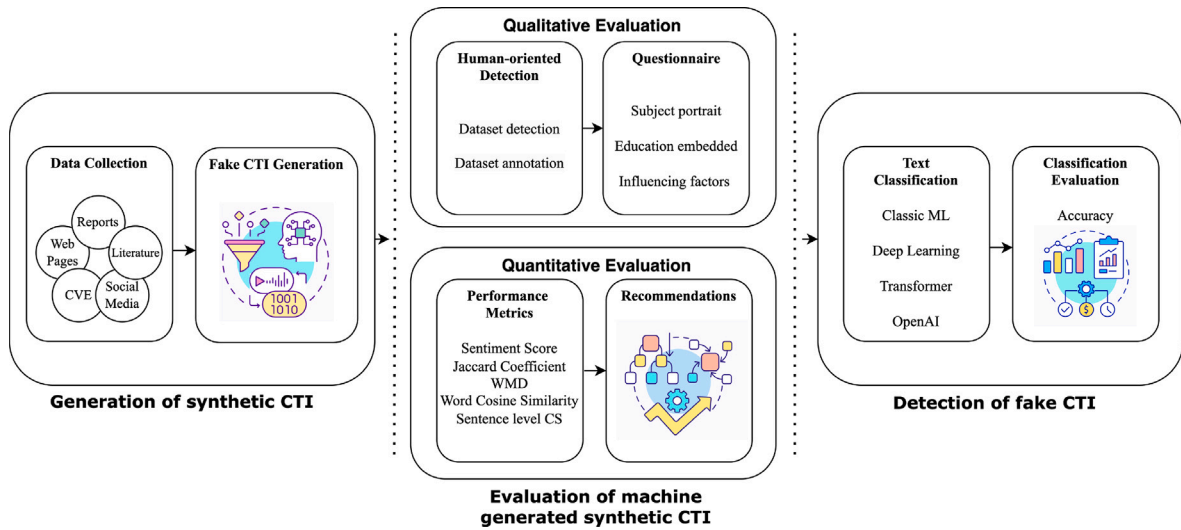 Data Collection
Reports
Web
Pages
Literature
CVE
Social
Media
Fake CTI Generation
1001
1010
Generation of synthetic CTI
Qualitative Evaluation
Human-oriented
Detection
Dataset detection
Dataset annotation
Questionnaire
Subject portrait
Education embedded
Influencing factors
Quantitative Evaluation
Performance
Metrics
Sentiment Score
Jaccard Coefficient
WMD
Word Cosine Similarity
Sentence level CS
Recommendations
Evaluation of machine
generated synthetic CTI
Text
Classification
Classic ML
Deep Learning
Transformer
OpenAI
Classification
Evaluation
Accuracy
$
Detection of fake CTI